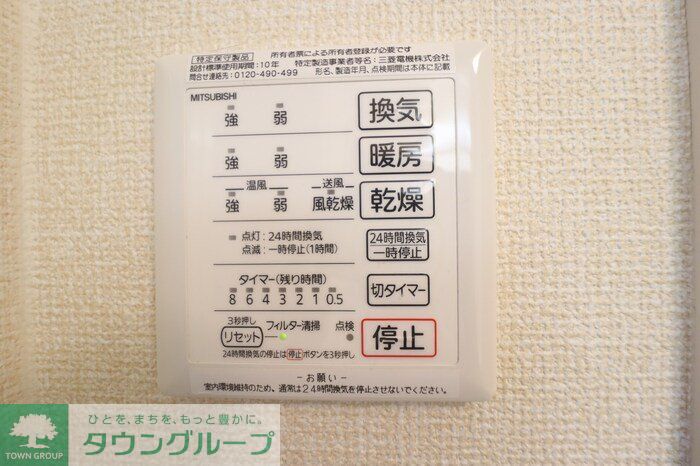 特定保守製品 所有者票による所有者登録が必要です
設計標準使用期間:10年 特定製造事業者等名:三菱電機株式会社
問合せ連絡先:0120-490-499 形名、製造年月、点検期間は本体に記載
MITSUBISHI
強 弱 換気
強 弱 暖房
温風 送風
強 弱 風乾燥 乾燥
点灯:24時間換気
点滅:一時停止(1時間)
24時間換気
一時停止
タイマー(残り時間)
8 6 4 3 2 1 0.5
切タイマー
3秒押し
リセット フィルター清掃 点検 停止
24時間換気の停止は停止ボタンを3秒押し
-お願い-
室内環境維持のため、通常は24時間換気を停止させないでください。
ひとを、まちを、もっと豊かに。
タウングループ
TOWN GROUP